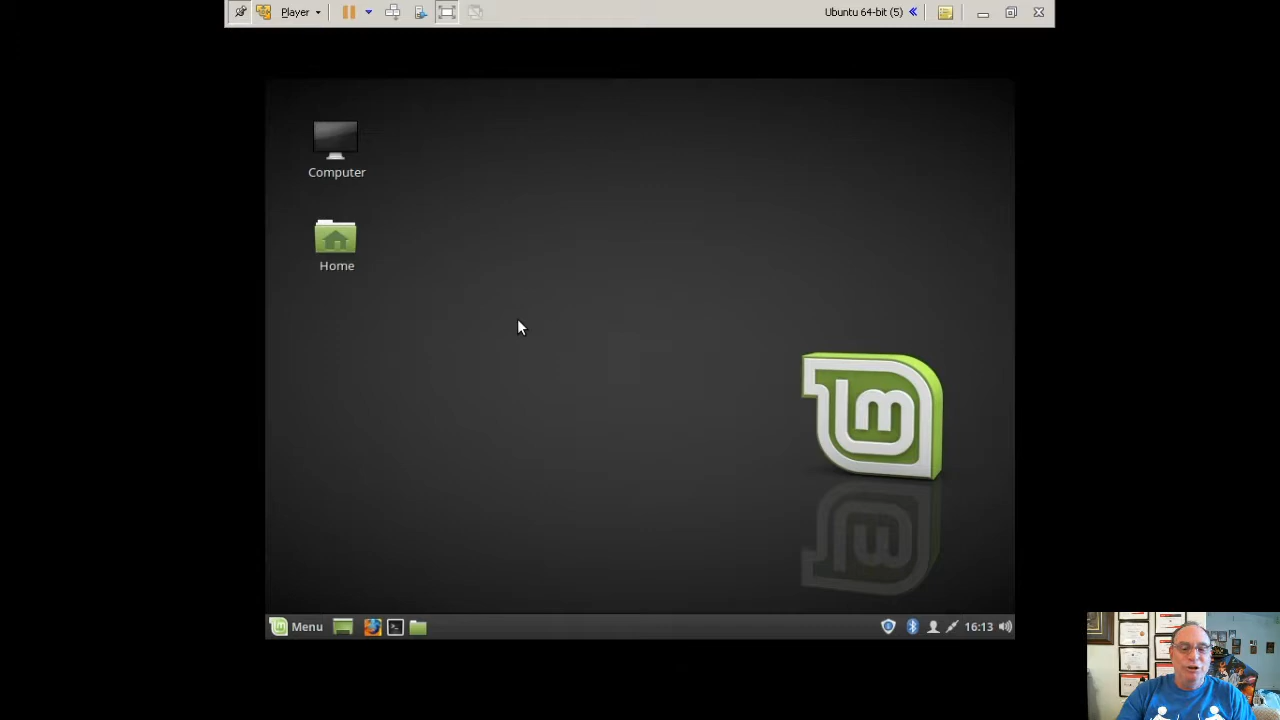 Player
Ubuntu 64-bit (5)
Computer
Home
Menu
16:13